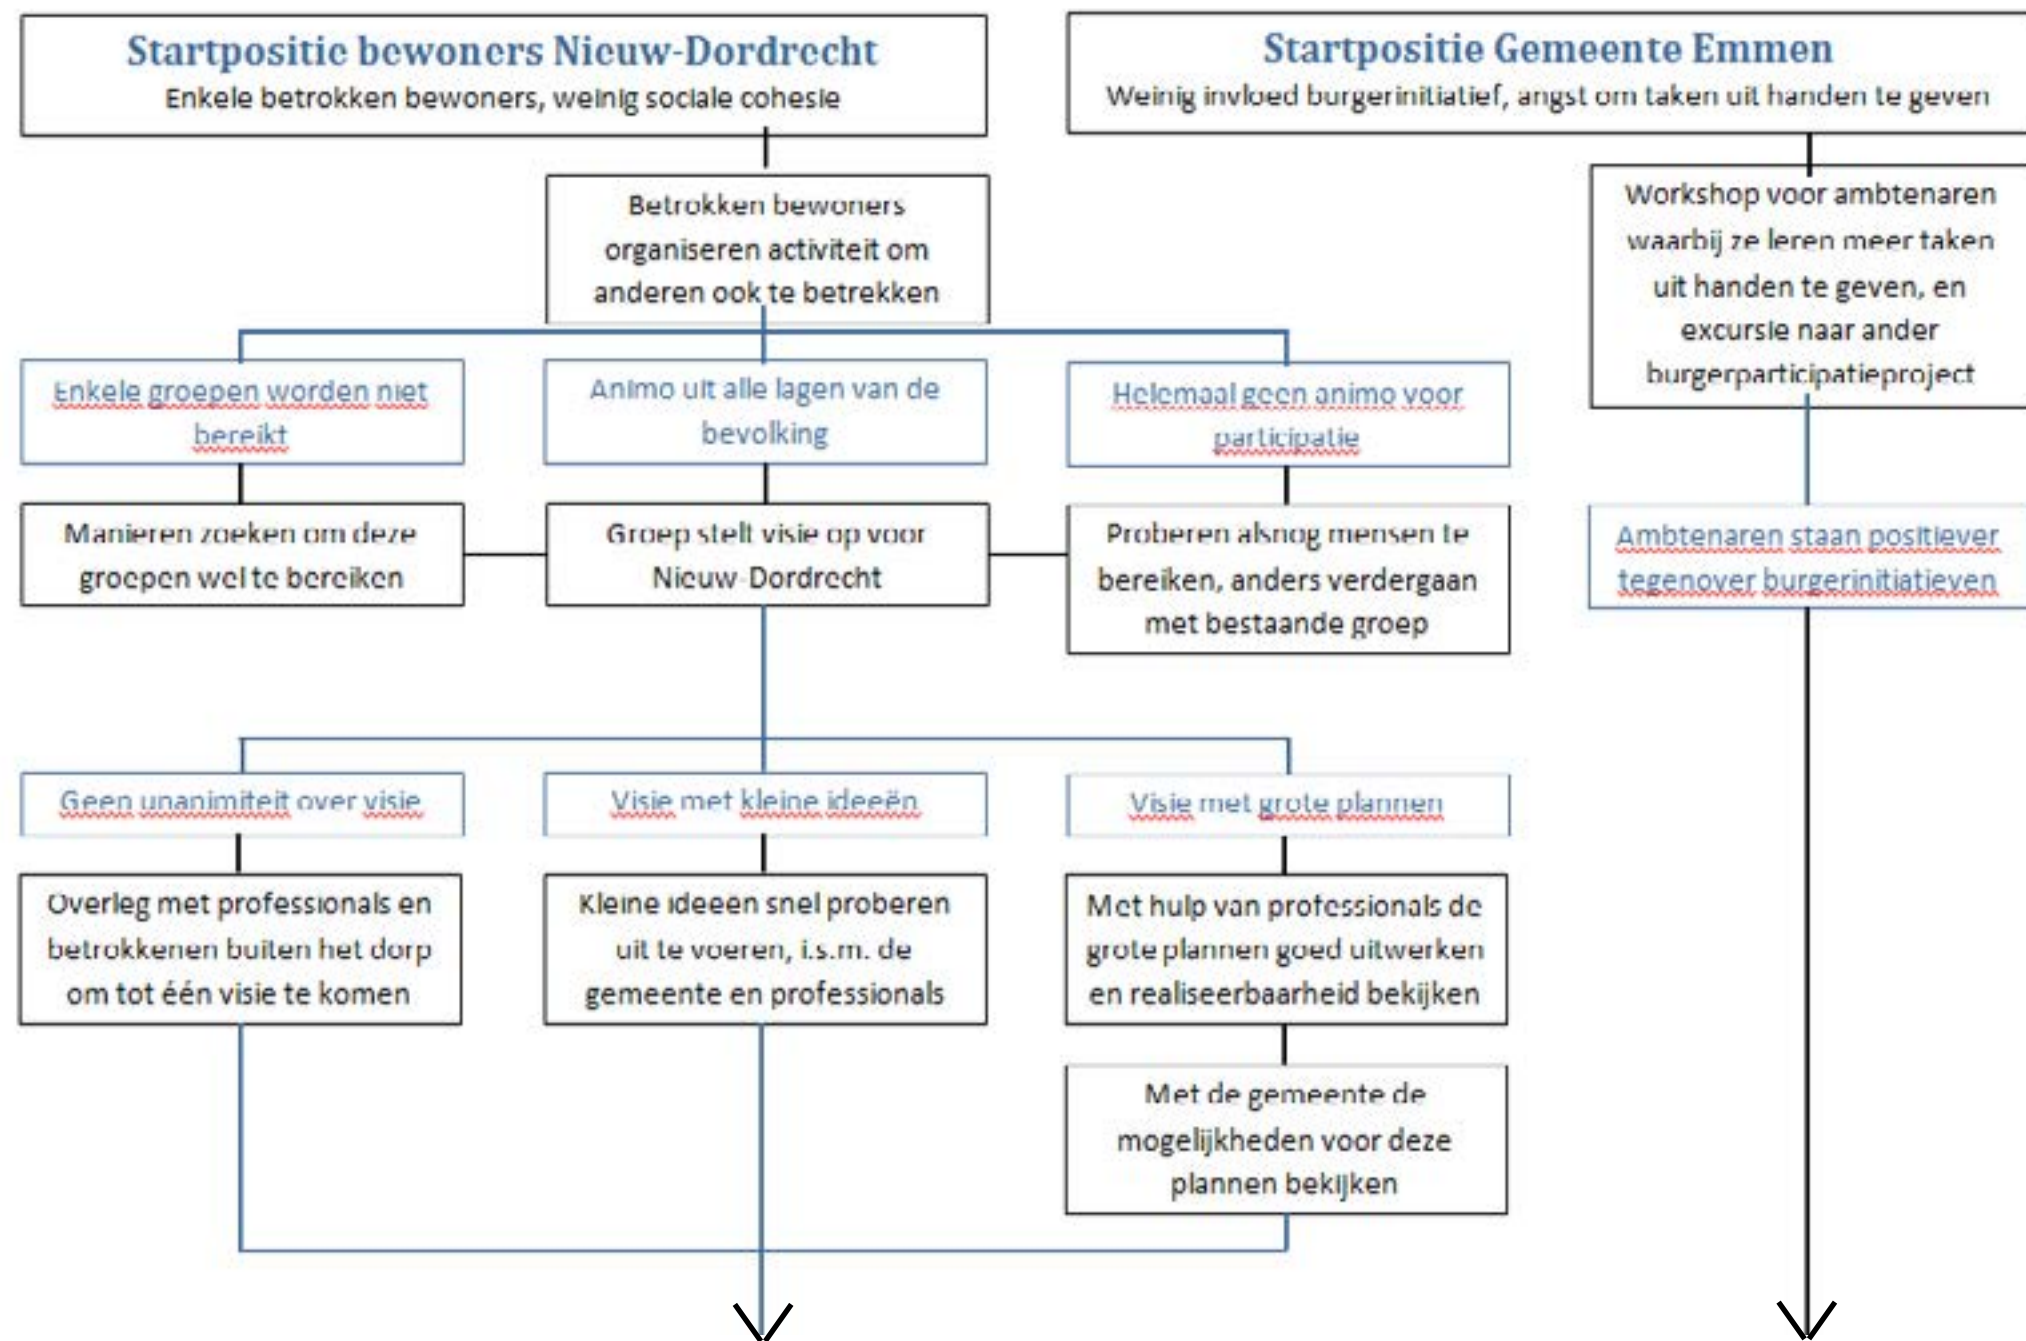 Startpositie bewoners Nieuw-Dordrecht
Enkele betrokken bewoners, weinig sociale cohesie
Startpositie Gemeente Emmen
Weinig invloed burgerinitiatief, angst om taken uit handen te geven
Betrokken bewoners
organiseren activiteit om
anderen ook te betrekken
Workshop voor ambtenaren
waarbij ze leren meer taken
uit handen te geven, en
excursie naar ander
burgerparticipatieproject
Enkele groepen worden niet
bereikt
Animo uit alle lagen van de
bevolking
Helemaal geen animo voor
participatie
Manieren zoeken om deze
groepen wel te bereiken
Groep stelt visie op voor
Nieuw-Dordrecht
Proberen alsnog mensen te
bereiken, anders verdergaan
met bestaande groep
Ambtenaren staan positiever
tegenover burgerinitiatieven
Geen unanimiteit over visie
Visie met kleine ideeën
Visie met grote plannen
Overleg met professionals en
betrokkenen buiten het dorp
om tot één visie te komen
Kleine ideeën snel proberen
uit te voeren, i.s.m. de
gemeente en professionals
Met hulp van professionals de
grote plannen goed uitwerken
en realiseerbaarheid bekijken
Met de gemeente de
mogelijkheden voor deze
plannen bekijken